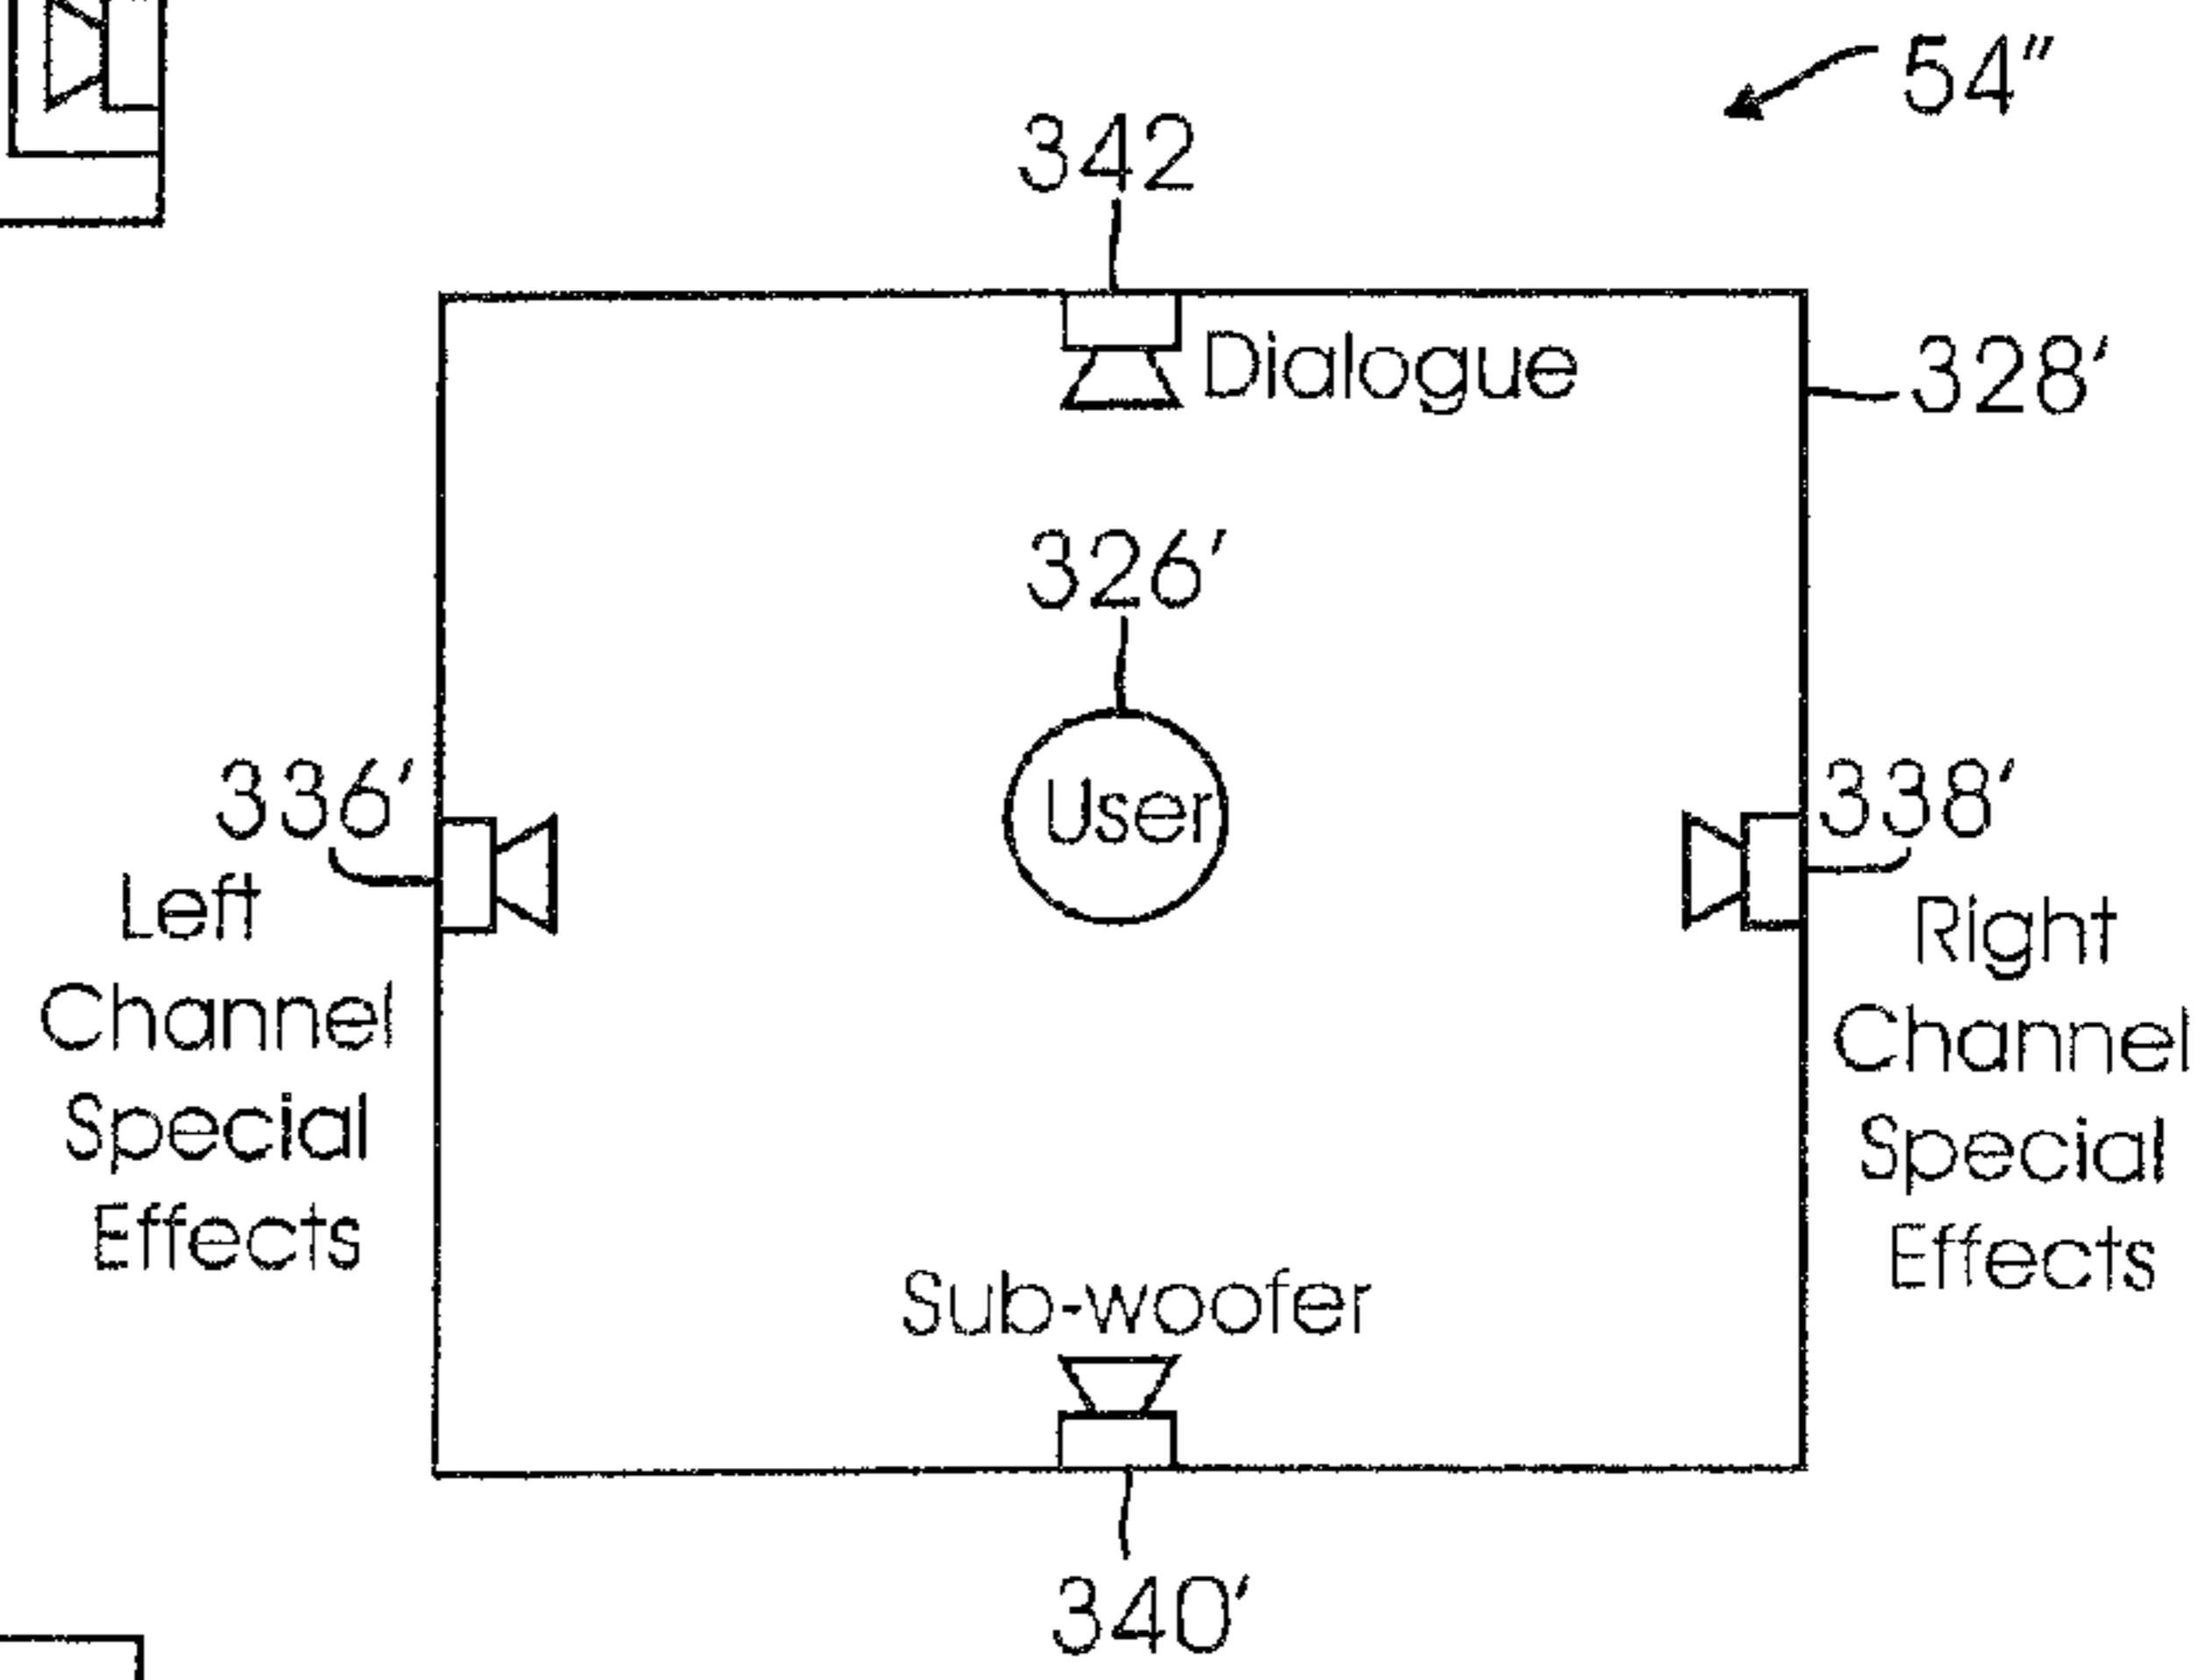 54"
342
Dialogue
328'
326'
User
336'
Left
Channel
Special
Effects
338'
Right
Channel
Special
Effects
Sub-woofer
340'